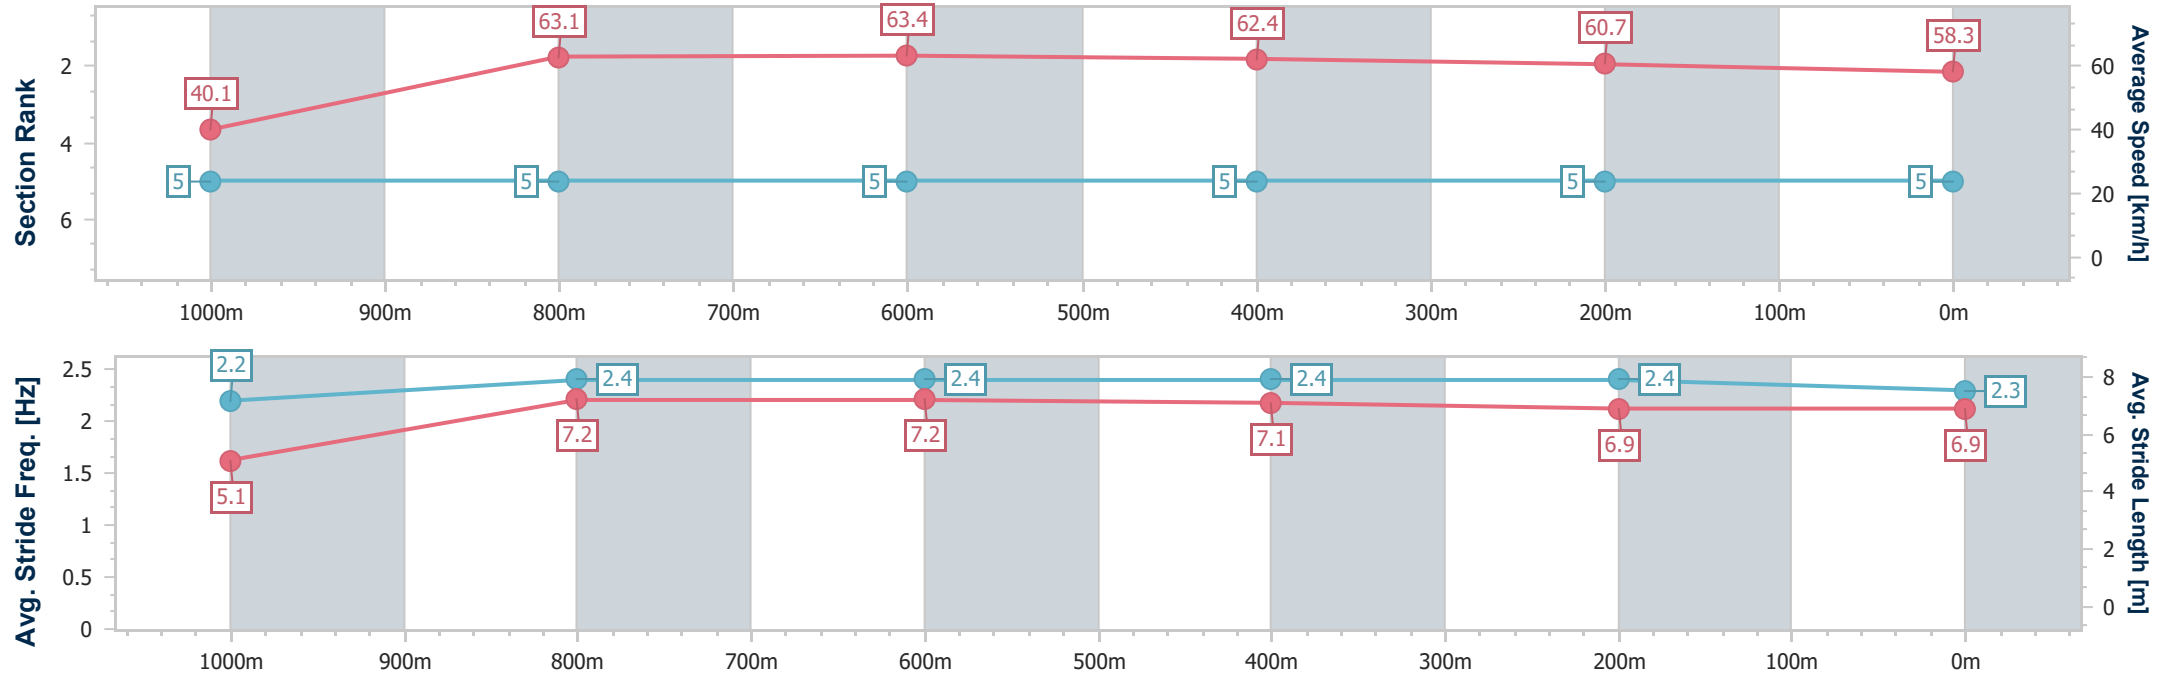 Section Rank
2
4
6
40.1
63.1
63.4
62.4
60.7
58.3
5
5
5
5
5
5
60
40
20
0
Average Speed [km/h]
1000m
900m
800m
700m
600m
500m
400m
300m
200m
100m
0m
Avg. Stride Freq. [Hz]
2.5
2
1.5
1
0.5
0
2.2
2.4
2.4
2.4
2.4
2.3
5.1
7.2
7.2
7.1
6.9
6.9
8
6
4
2
0
Avg. Stride Length [m]
1000m
900m
800m
700m
600m
500m
400m
300m
200m
100m
0m